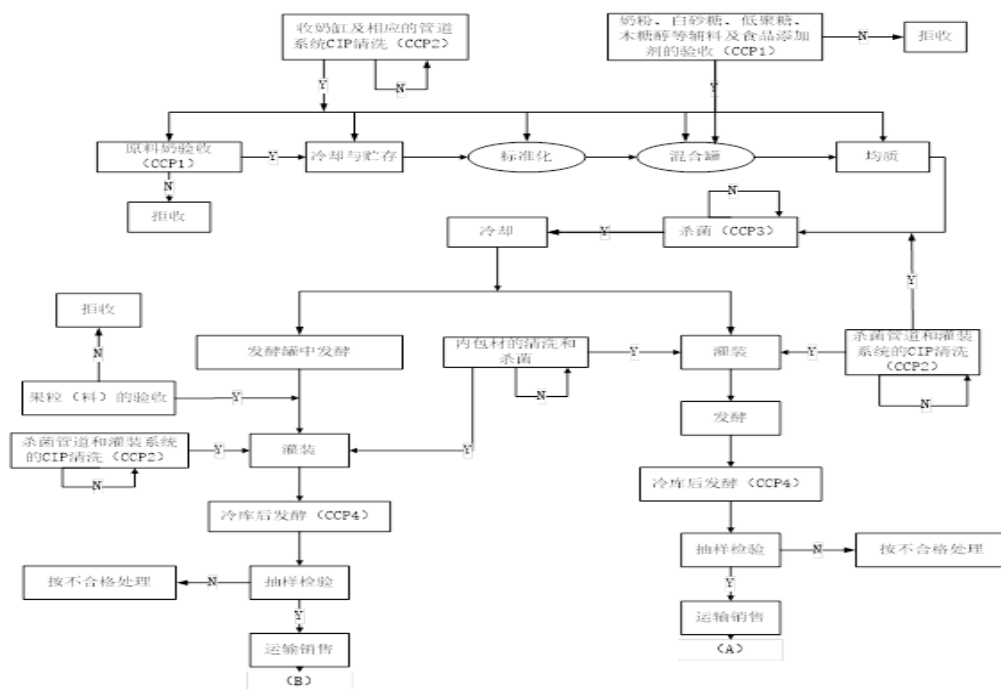 收奶缸及相应的管道
系统CIP清洗（CCP2）
N
Y
奶粉、白砂糖、低聚糖、
木糖醇等辅料及食品添加
剂的验收（CCP1）
N
拒收
Y
原料奶验收
（CCP1）
Y
冷却与贮存
标准化
混合罐
均质
N
拒收
N
冷却
Y
杀菌（CCP3）
Y
拒收
N
发酵罐中发酵
内包材的清洗和
杀菌
N
Y
灌装
Y
杀菌管道和灌装系
统的CIP清洗
（CCP2）
N
果粒（料）的验收
Y
发酵
杀菌管道和灌装系统
的CIP清洗（CCP2）
N
Y
灌装
Y
冷库后发酵（CCP4）
冷库后发酵（CCP4）
抽样检验
N
按不合格处理
按不合格处理
N
抽样检验
Y
Y
运输销售
（A）
运输销售
（B）